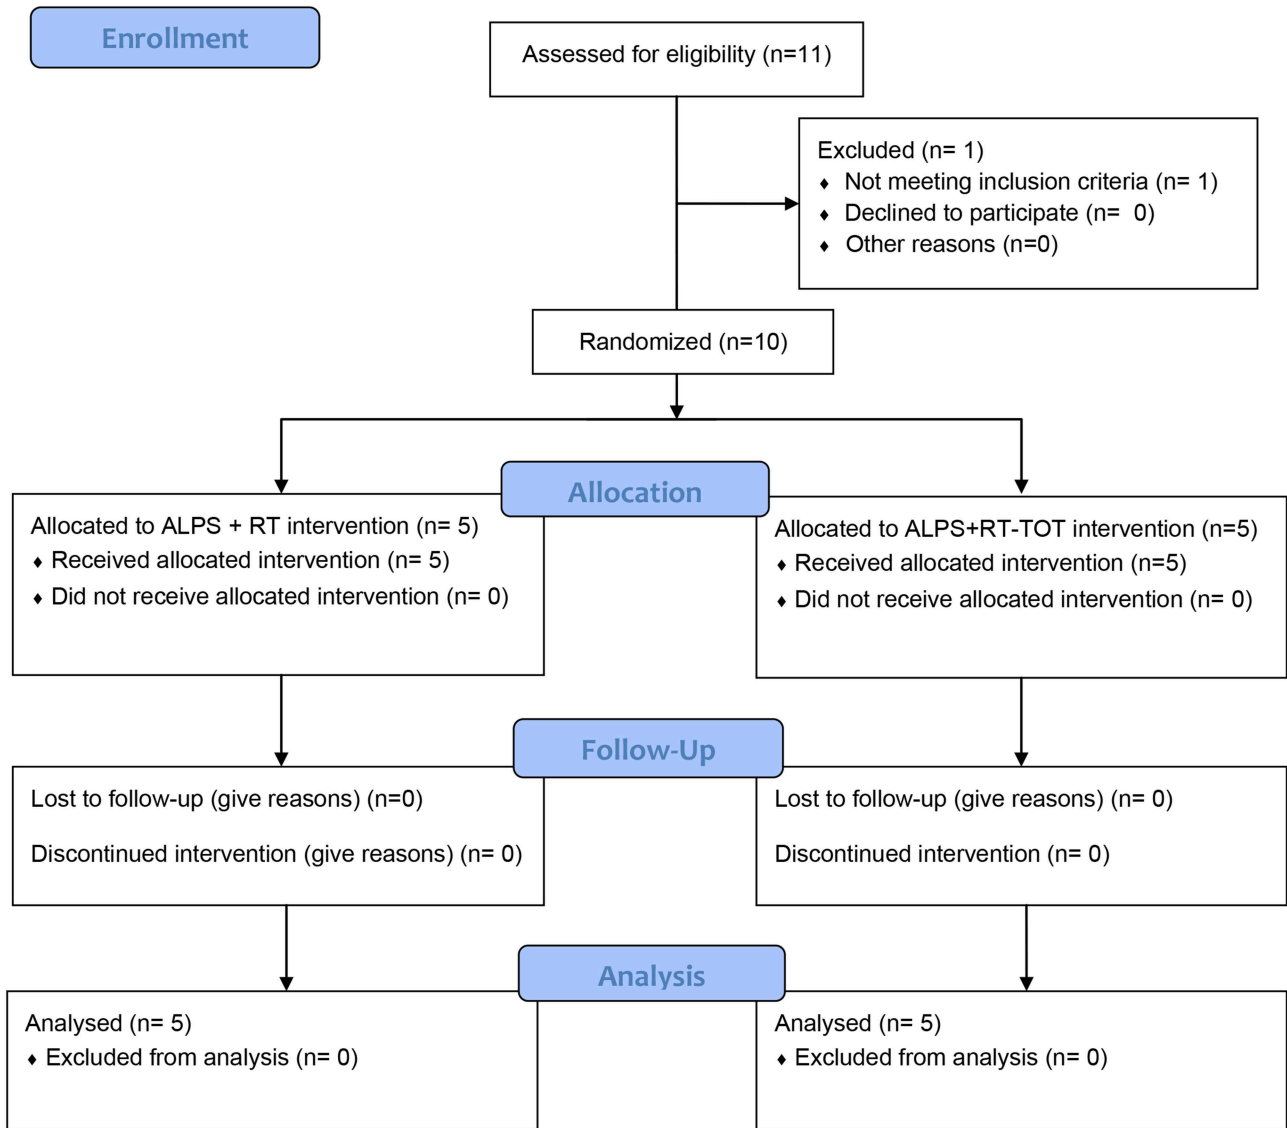 Enrollment
Assessed for eligibility (n=11)
Excluded (n= 1)
♦ Not meeting inclusion criteria (n= 1)
♦ Declined to participate (n=  0)
♦ Other reasons (n=0)
Randomized (n=10)
Allocation
Allocated to ALPS + RT intervention (n= 5)
♦ Received allocated intervention (n= 5)
♦ Did not receive allocated intervention (n= 0)
Allocated to ALPS+RT-TOT intervention (n=5)
♦ Received allocated intervention (n=5)
♦ Did not receive allocated intervention (n= 0)
Follow-Up
Lost to follow-up (give reasons) (n=0)
Discontinued intervention (give reasons) (n= 0)
Lost to follow-up (give reasons) (n= 0)
Discontinued intervention (n= 0)
Analysis
Analysed (n= 5)
♦ Excluded from analysis (n= 0)
Analysed (n= 5)
♦ Excluded from analysis (n= 0)